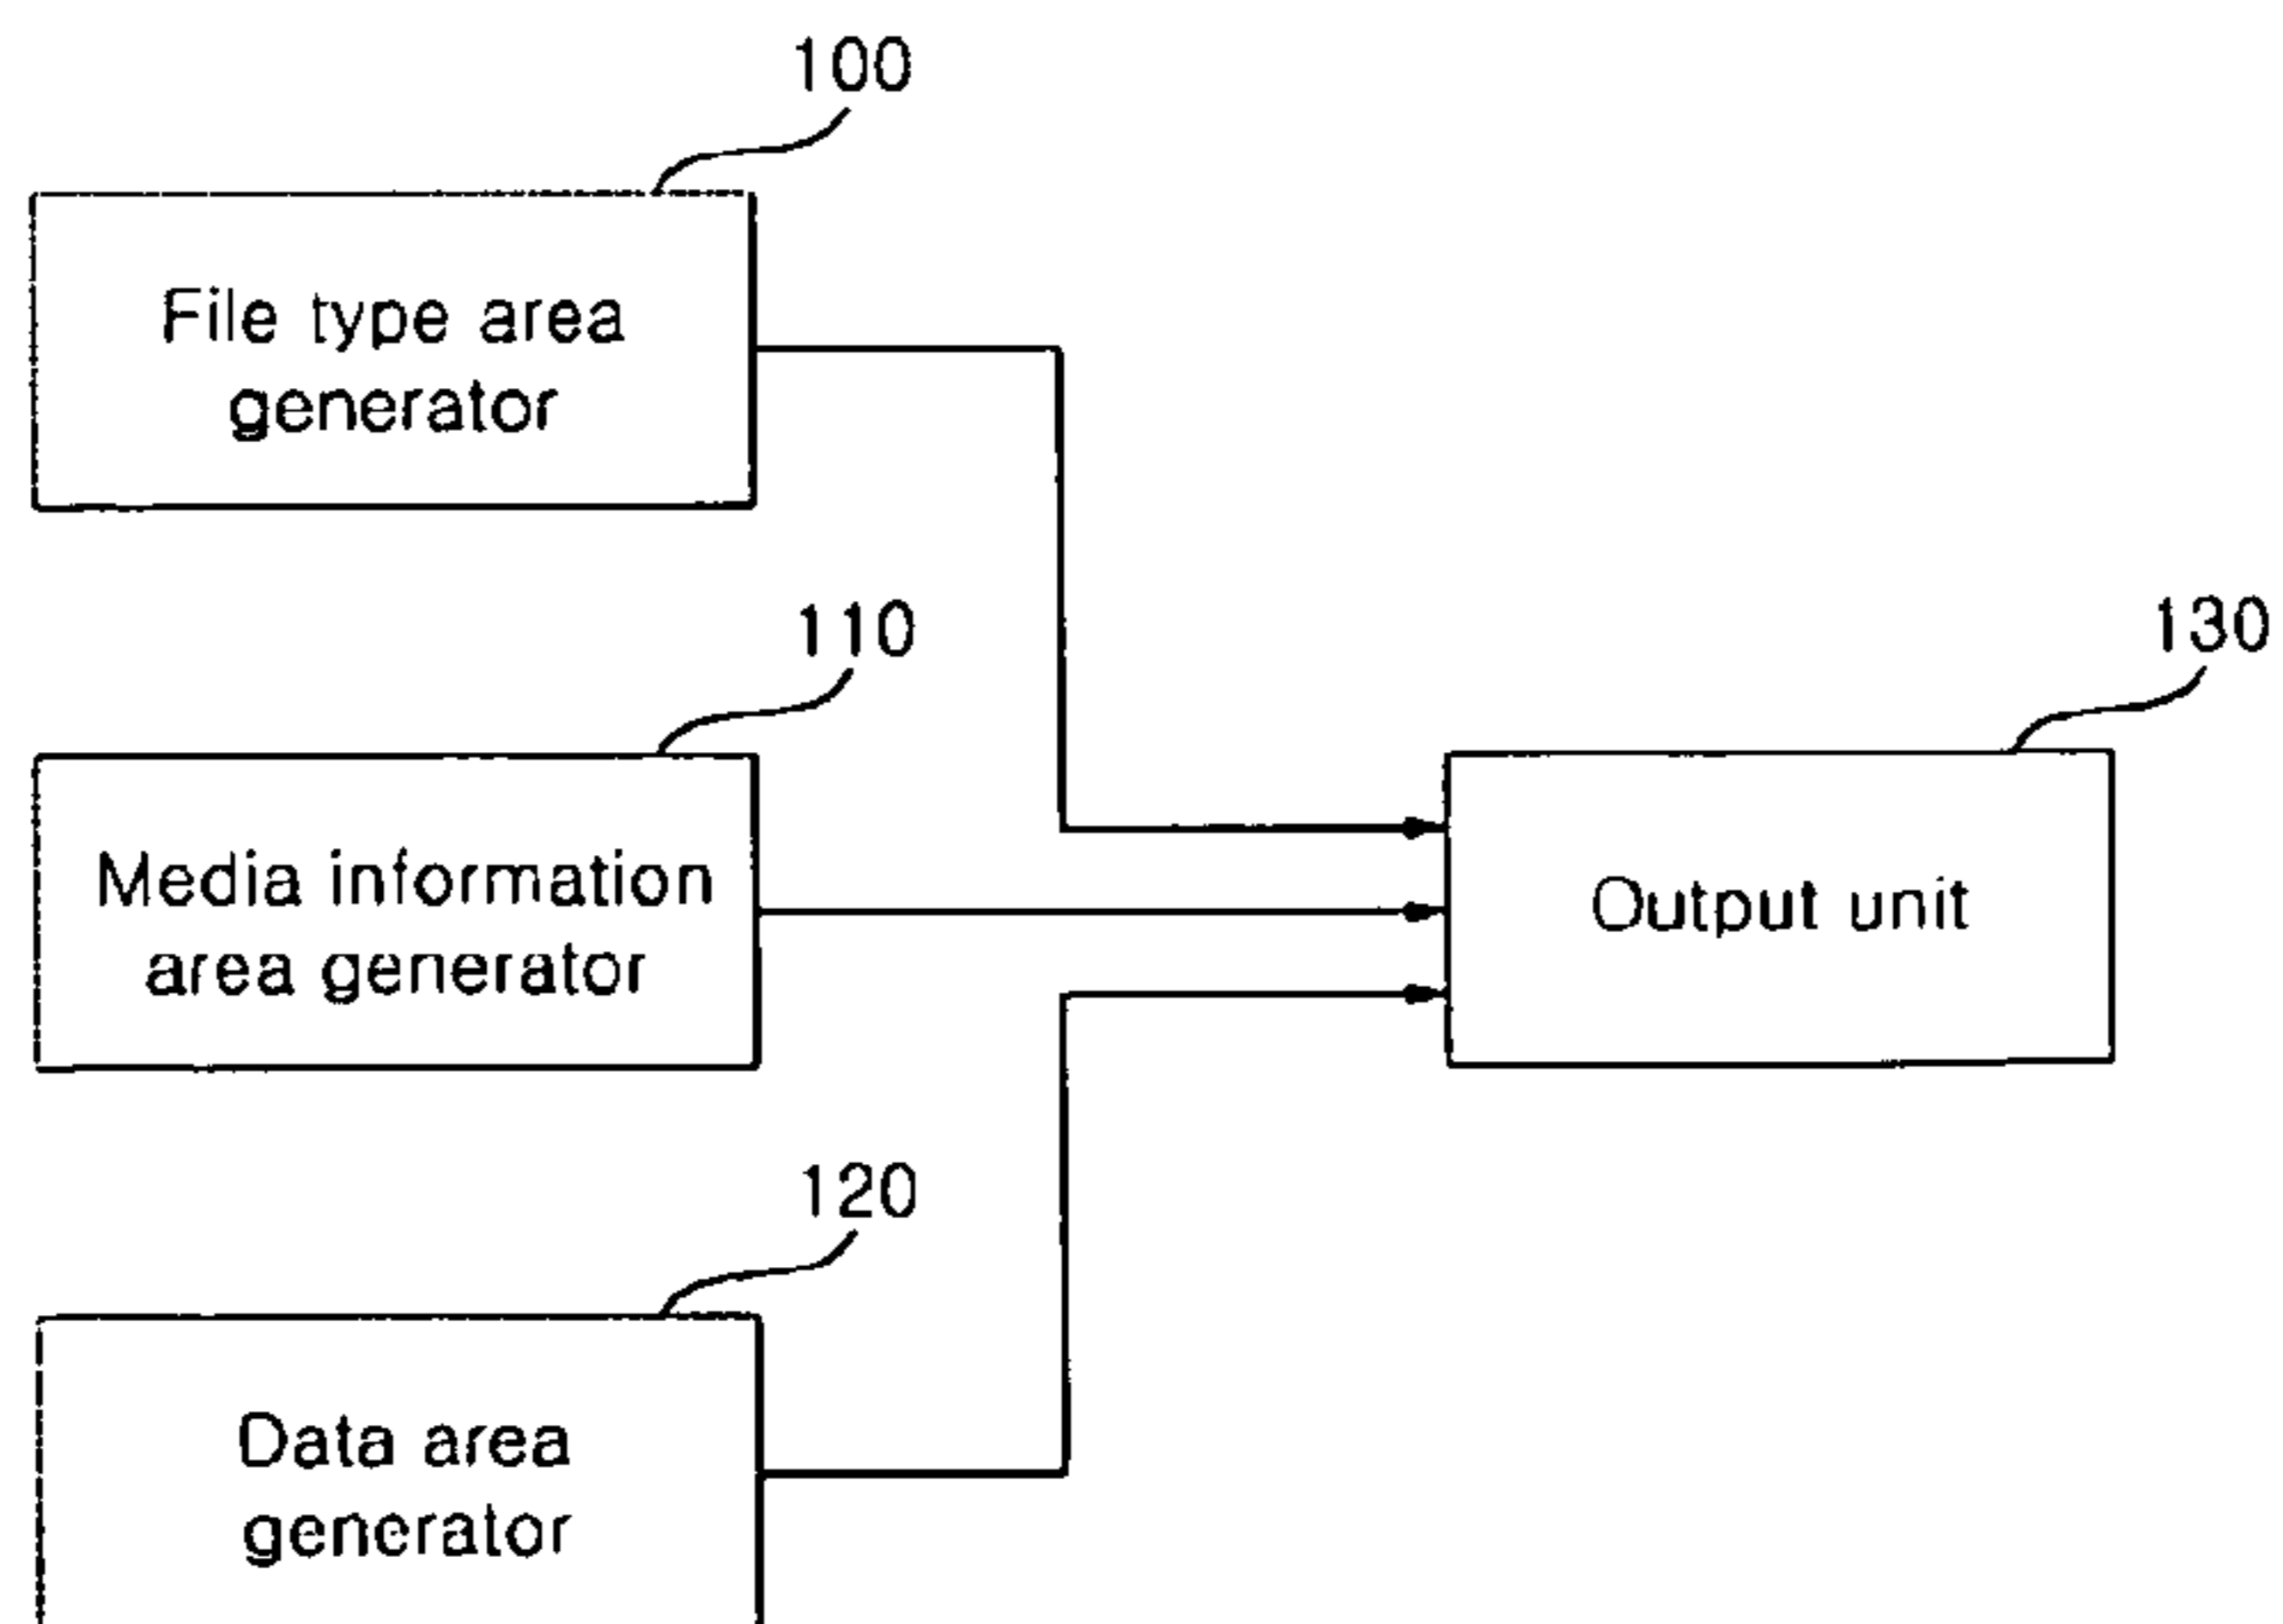 100
File type area
generator
110
130
Media information
area generator
Output unit
120
Data area
generator